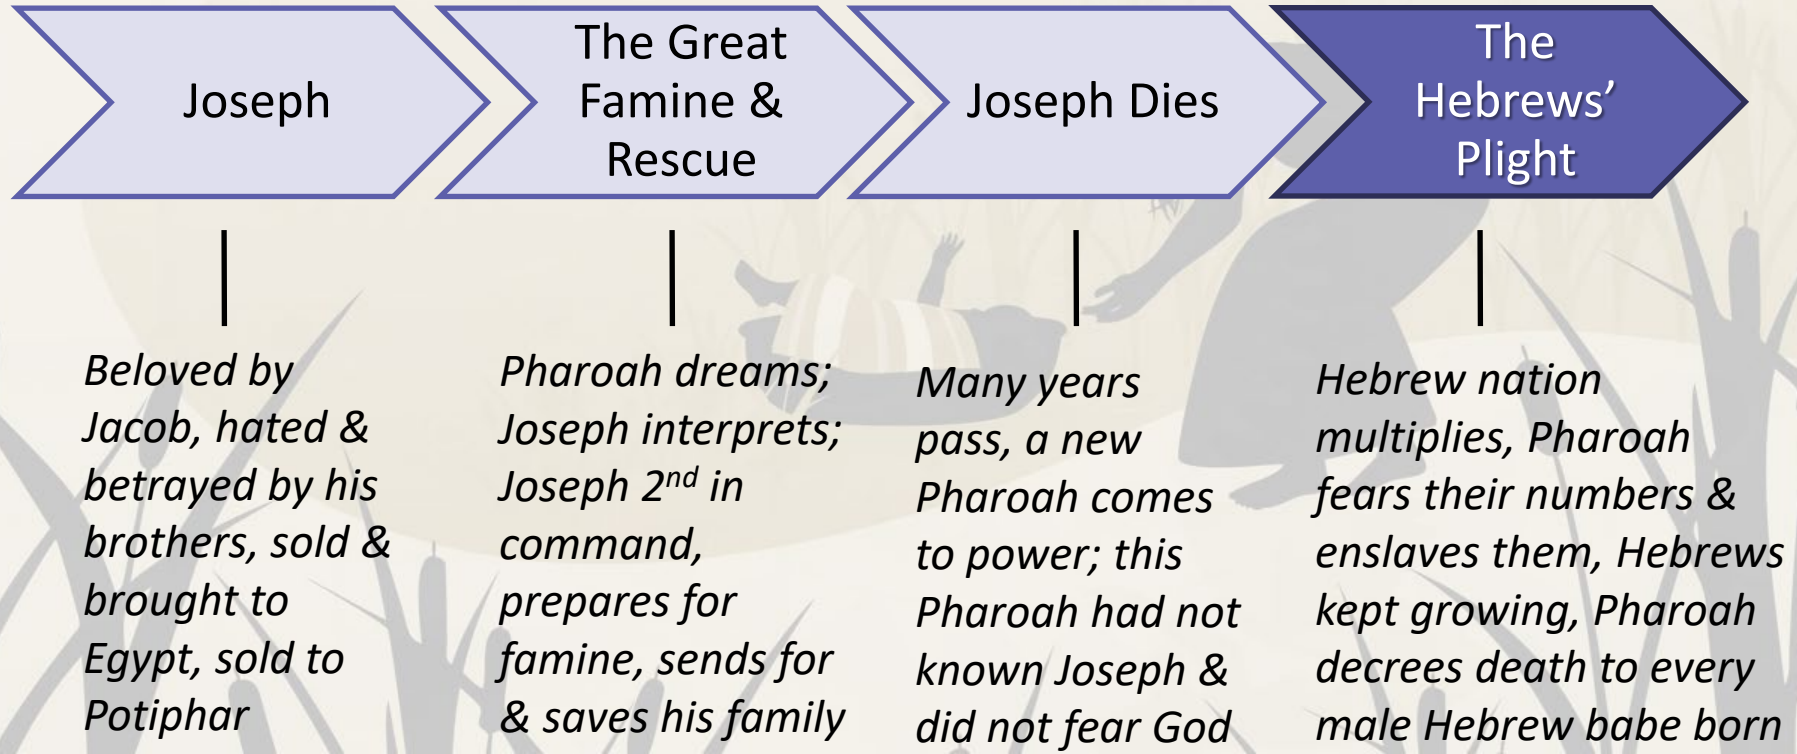 Joseph
The Great
Famine &
Rescue
Joseph Dies
The
Hebrews’
Plight
Beloved by
Jacob, hated &
betrayed by his
brothers, sold &
brought to
Egypt, sold to
Potiphar
Pharoah dreams;
Joseph interprets;
Joseph 2nd in
command,
prepares for
famine, sends for
& saves his family
Many years
pass, a new
Pharoah comes
to power; this
Pharoah had not
known Joseph &
did not fear God
Hebrew nation
multiplies, Pharoah
fears their numbers &
enslaves them, Hebrews
kept growing, Pharoah
decrees death to every
male Hebrew babe born